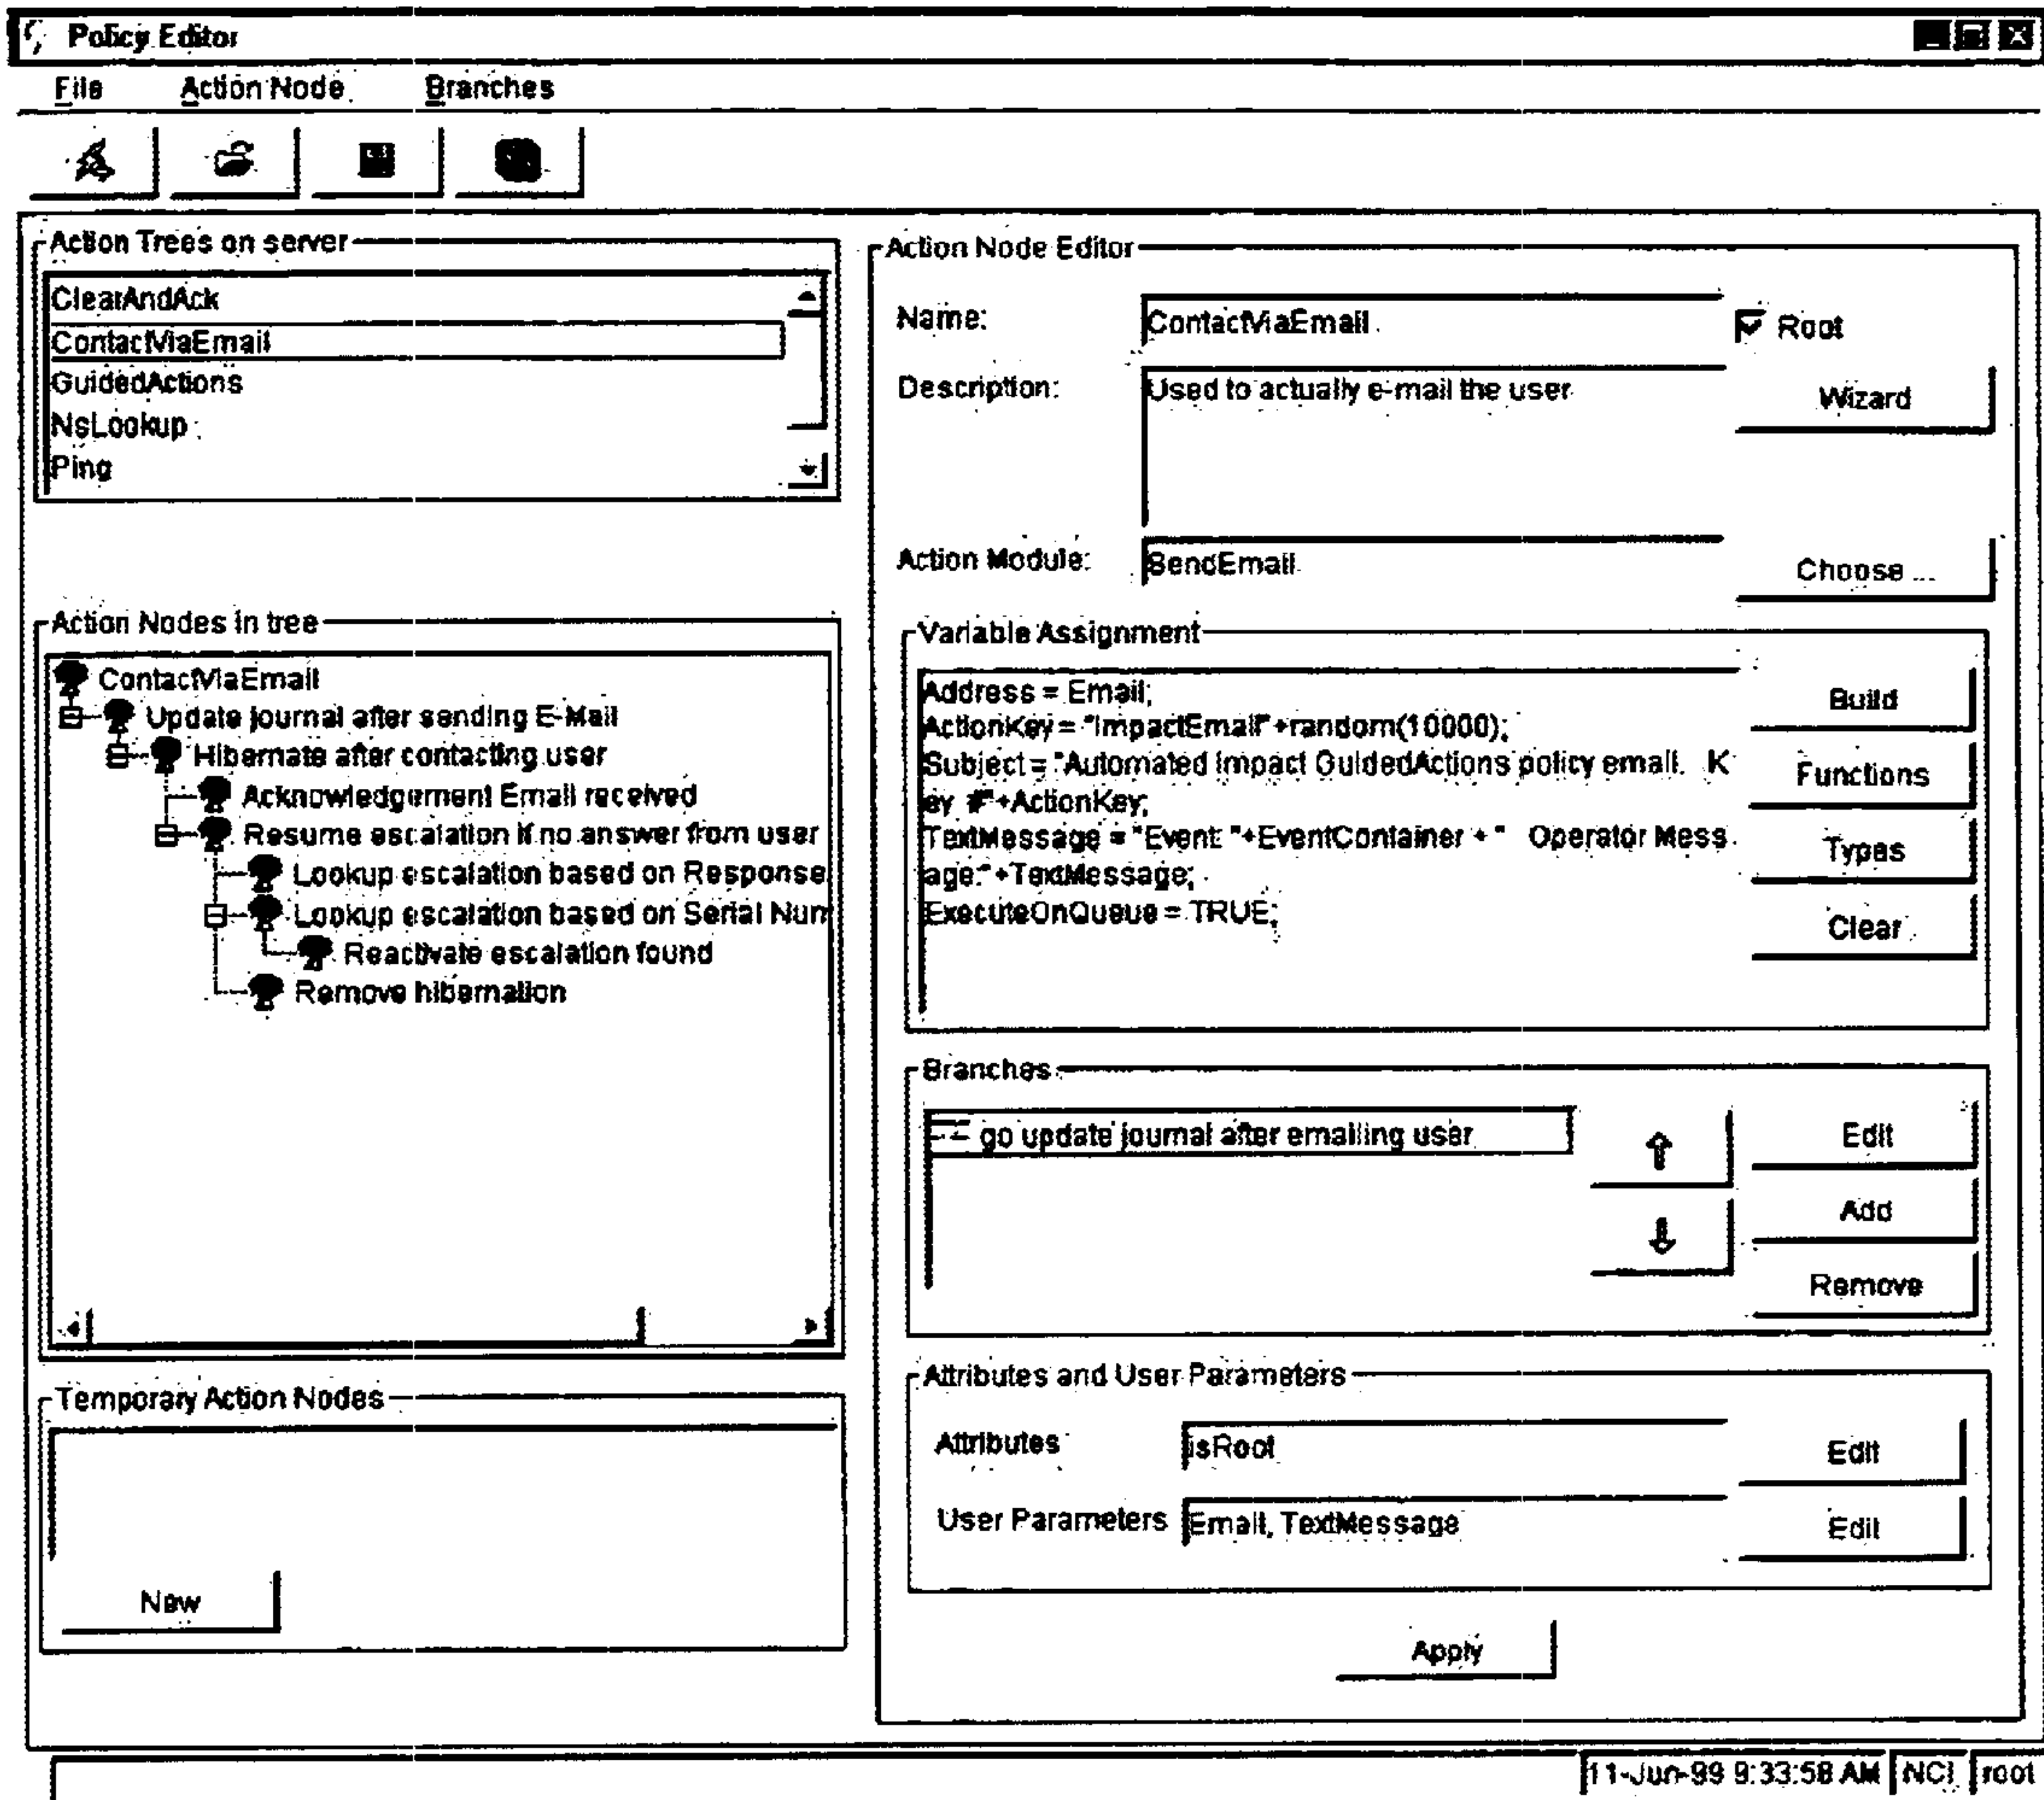 Policy Editor
File Action Node Branches
Action Trees on server
ClearAndAck
ContactViaEmail
GuidedActions
NsLookup
Ping
Action Nodes in tree
ContactViaEmail
Update journal after sending E-Mail
Hibernate after contacting user
Acknowledgement Email received
Resume escalation if no answer from user
Lookup escalation based on Response
Lookup escalation based on Serial Num
Reactivate escalation found
Remove hibernation
Temporary Action Nodes
New
Action Node Editor
Name: ContactViaEmail Root
Description: Used to actually e-mail the user Wizard
Action Module: SendEmail Choose ...
Variable Assignment
Address = Email;
ActionKey = "ImpactEmail"+random(10000);
Subject = "Automated Impact GuidedActions policy email. K
ey #"+ActionKey;
TextMessage = "Event: "+EventContainer + " Operator Mess
age:"+TextMessage;
ExecuteOnQueue = TRUE;
Build
Functions
Types
Clear
Branches
-- go update journal after emailing user
Edit
Add
Remove
Attributes and User Parameters
Attributes isRoot Edit
User Parameters Email, TextMessage Edit
Apply
11-Jun-99 9:33:58 AM NCI root